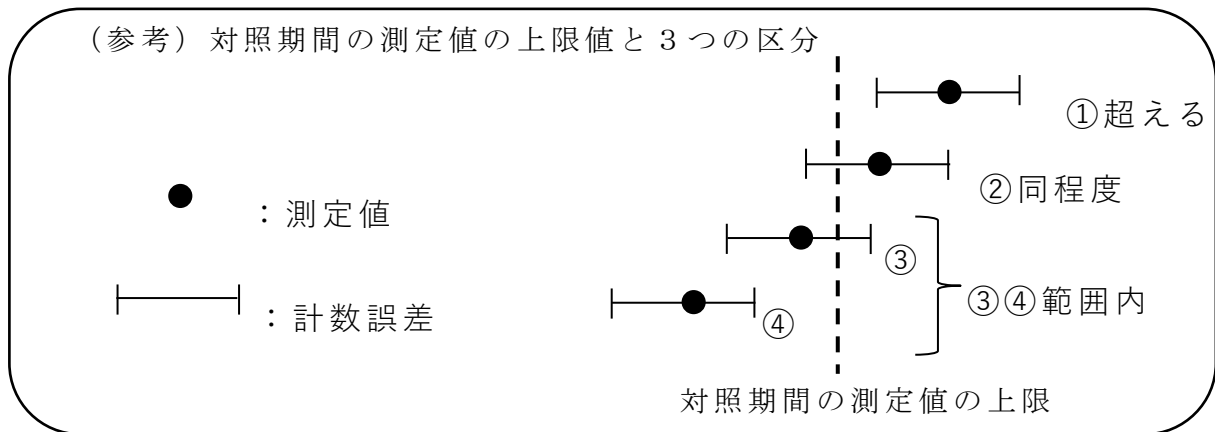 （参考）対照期間の測定値の上限値と３つの区分
①超える
②同程度
：測定値
③
③④範囲内
：計数誤差
④
対照期間の測定値の上限